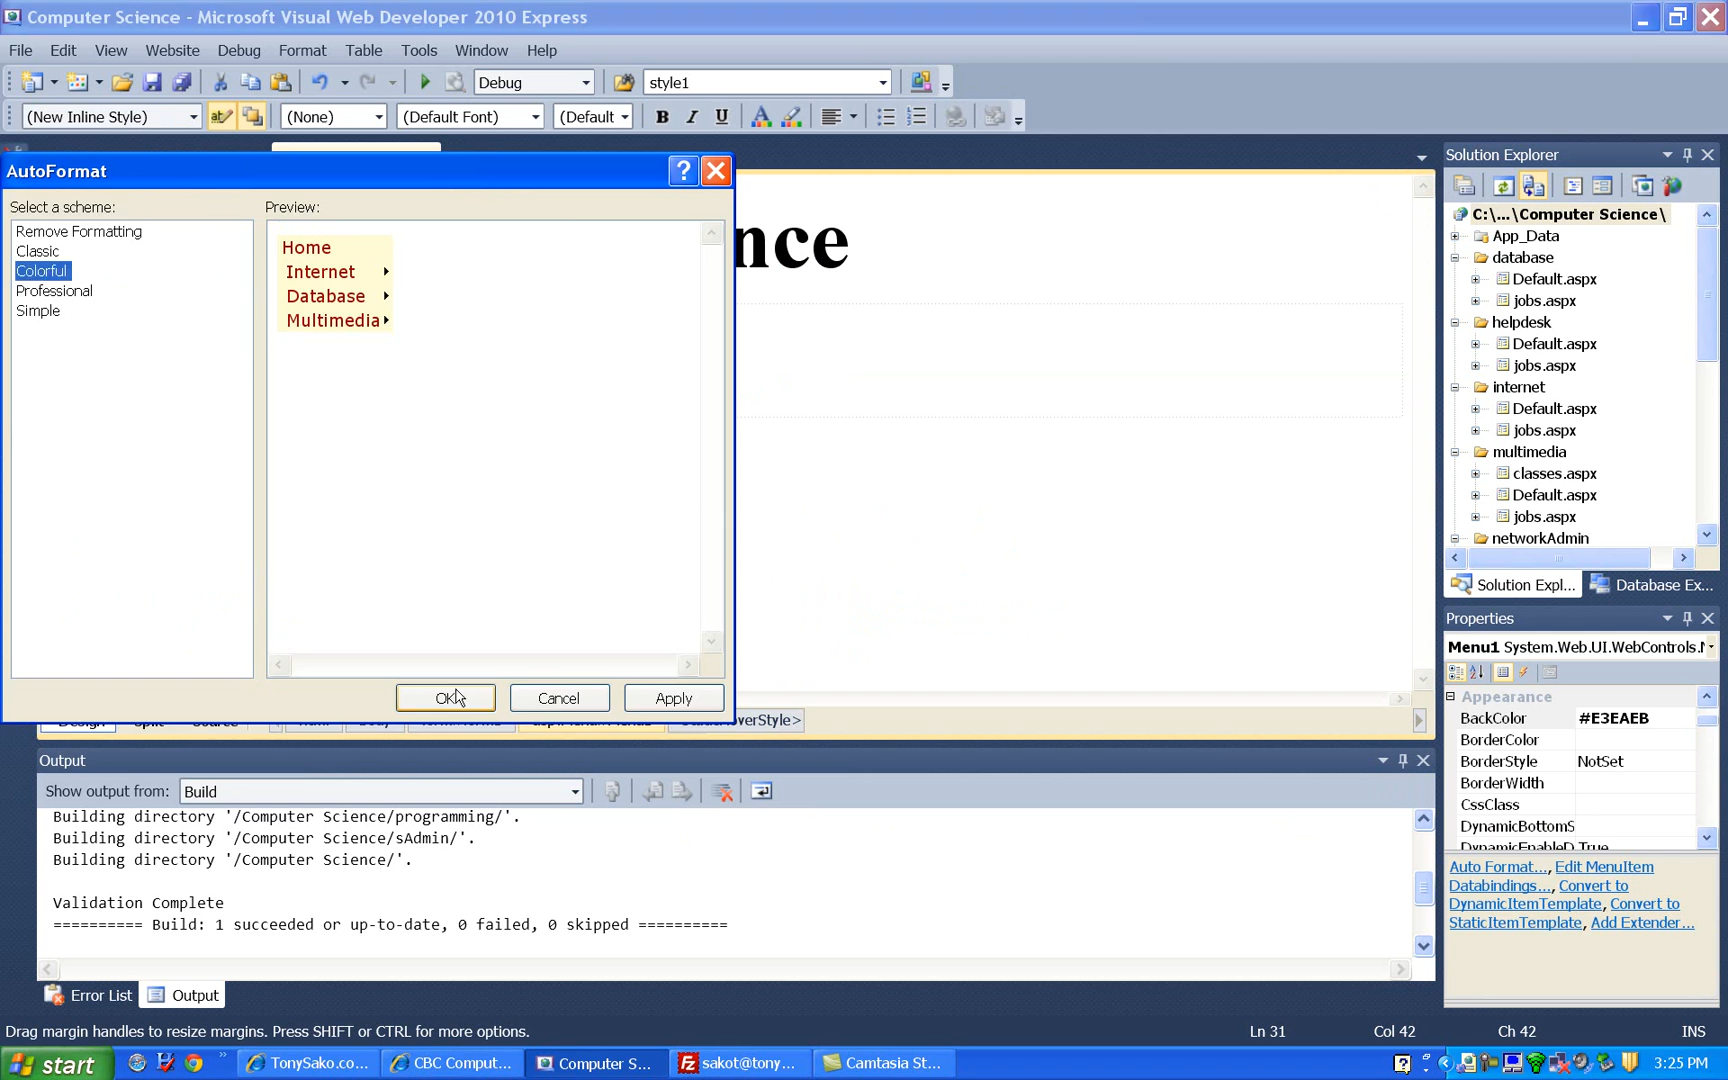 Computer Science - Microsoft Visual Web Developer 2010 Express
File Edit View Website Debug Format Table Tools Window Help
Debug style1
(New Inline Style) (None) (Default Font) (Default B I U
AutoFormat
Select a scheme: Preview:
Remove Formatting
Classic
Colorful
Professional
Simple
Home
Internet
Database
Multimedia
OK Cancel Apply
nce
Solution Explorer
C:\...\Computer Science\
App_Data
database
Default.aspx
jobs.aspx
helpdesk
Default.aspx
jobs.aspx
internet
Default.aspx
jobs.aspx
multimedia
classes.aspx
Default.aspx
jobs.aspx
networkAdmin
Solution Expl... Database Ex...
Properties
Menu1 System.Web.UI.WebControls.
Appearance
BackColor #E3EAEB
BorderColor
BorderStyle NotSet
BorderWidth
CssClass
DynamicBottomS
DynamicEnableD True
Auto Format..., Edit MenuItem
Databindings..., Convert to
DynamicItemTemplate, Convert to
StaticItemTemplate, Add Extender...
Output
Show output from: Build
Building directory '/Computer Science/programming/'.
Building directory '/Computer Science/sAdmin/'.
Building directory '/Computer Science/'.
Validation Complete
========== Build: 1 succeeded or up-to-date, 0 failed, 0 skipped ==========
Error List Output
Drag margin handles to resize margins. Press SHIFT or CTRL for more options. Ln 31 Col 42 Ch 42 INS
start TonySako.co... CBC Comput... Computer S... sakot@tony... Camtasia St... 3:25 PM